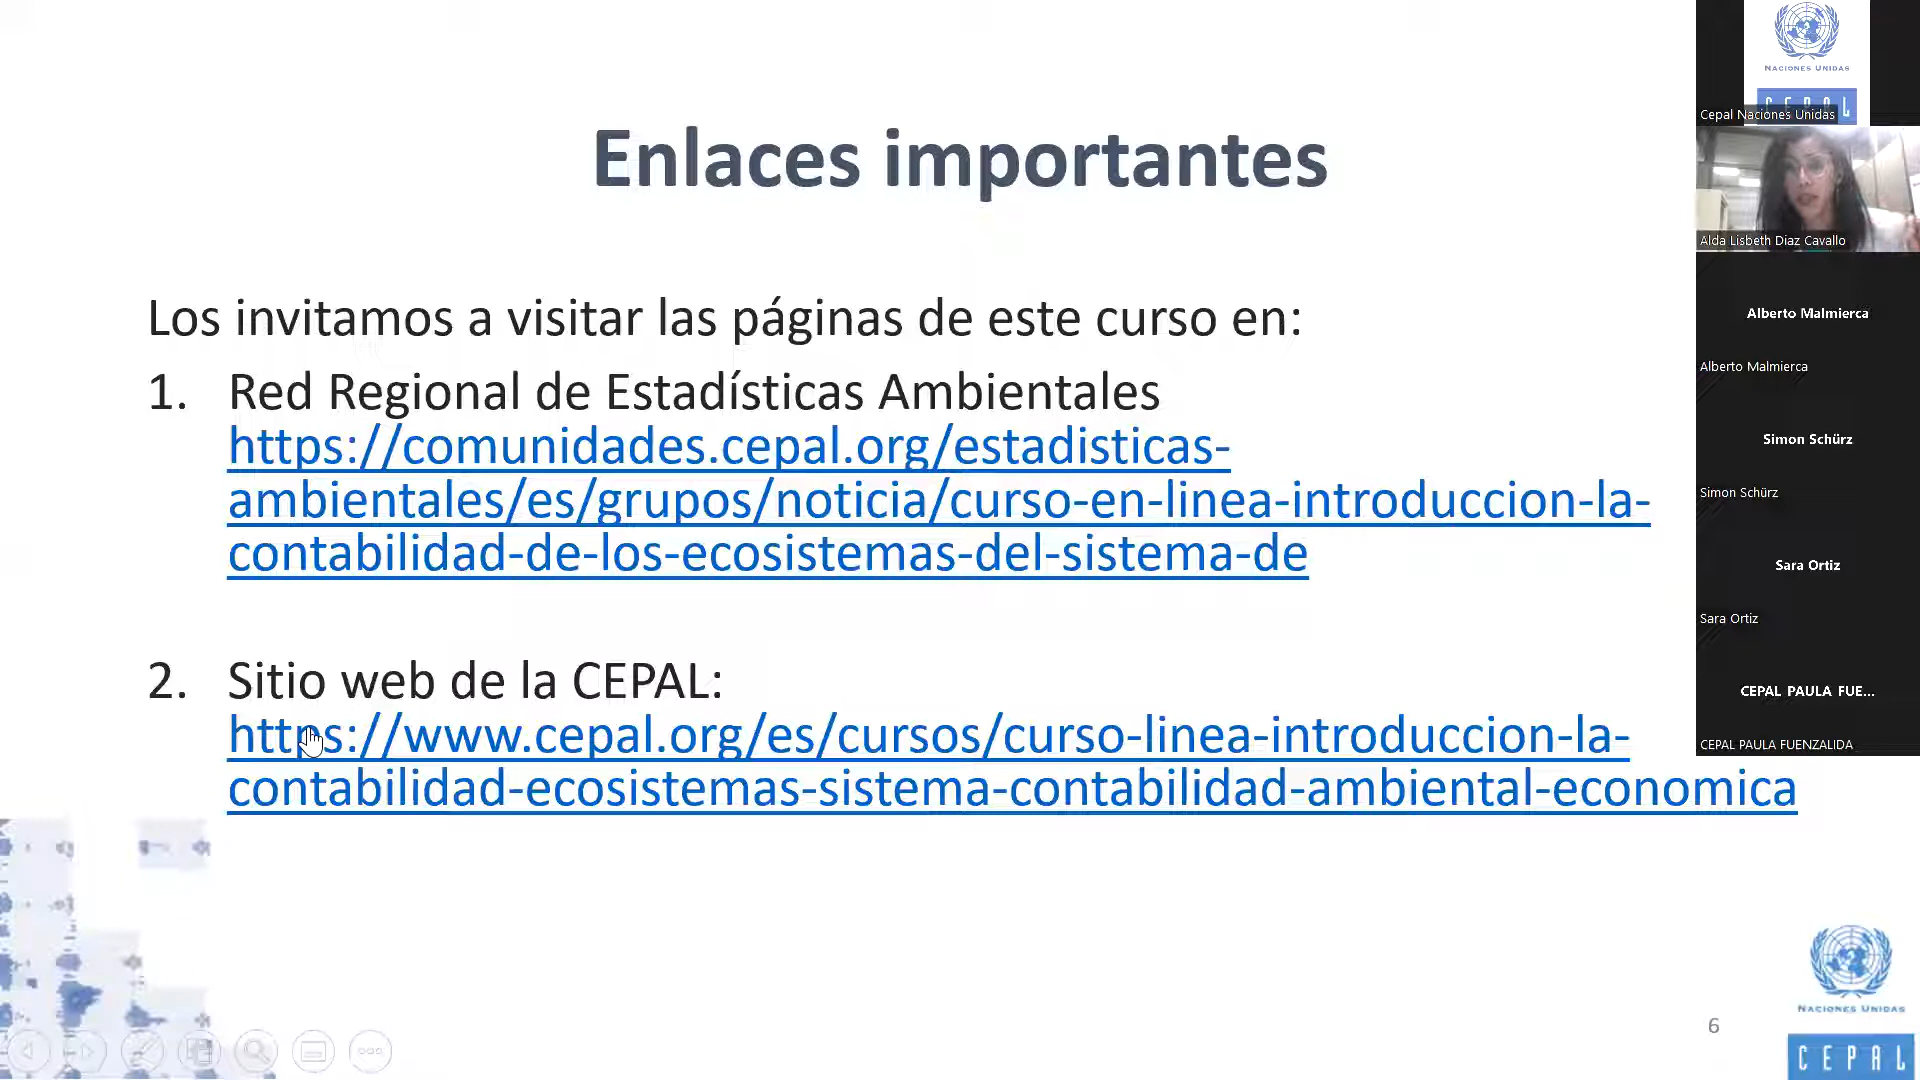 Enlaces importantes
Los invitamos a visitar las páginas de este curso en:
1. Red Regional de Estadísticas Ambientales
https://comunidades.cepal.org/estadisticas-
ambientales/es/grupos/noticia/curso-en-linea-introduccion-la-
contabilidad-de-los-ecosistemas-del-sistema-de
2. Sitio web de la CEPAL:
https://www.cepal.org/es/cursos/curso-linea-introduccion-la-
contabilidad-ecosistemas-sistema-contabilidad-ambiental-economica
6
NACIONES UNIDAS
CEPAL
NACIONES UNIDAS
CEPAL
Cepal Naciones Unidas
Alda Lisbeth Diaz Cavallo
Alberto Malmierca
Alberto Malmierca
Simon Schürz
Simon Schürz
Sara Ortiz
Sara Ortiz
CEPAL PAULA FUE...
CEPAL PAULA FUENZALIDA